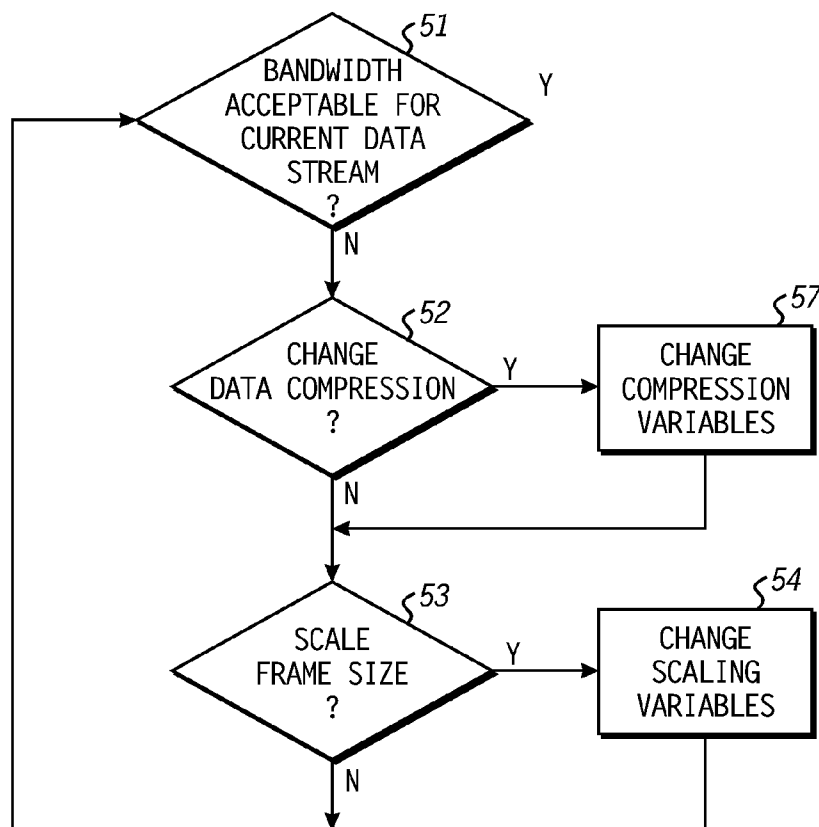 51
BANDWIDTH
ACCEPTABLE FOR
CURRENT DATA
STREAM
?
Y
N
52
CHANGE
DATA COMPRESSION
?
Y
N
57
CHANGE
COMPRESSION
VARIABLES
53
SCALE
FRAME SIZE
?
Y
N
54
CHANGE
SCALING
VARIABLES